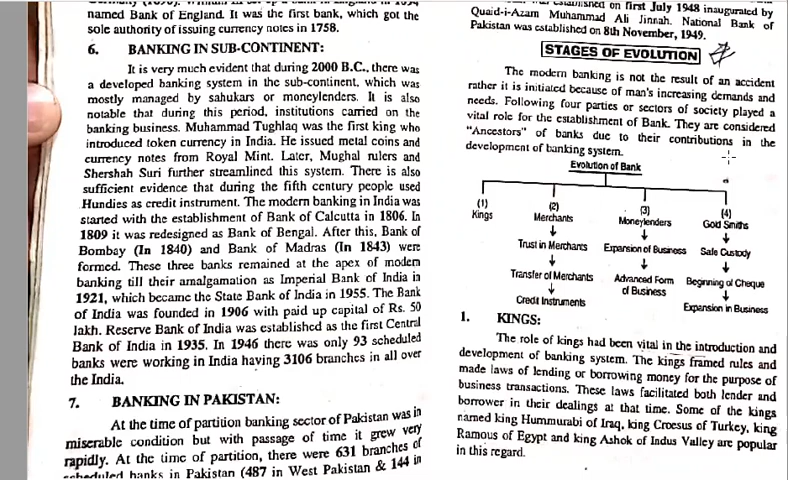 named Bank of England. It was the first bank, which got the
sole authority of issuing currency notes in 1758.
6. BANKING IN SUB-CONTINENT:
It is very much evident that during 2000 B.C., there was
a developed banking system in the sub-continent, which was
mostly managed by sahukars or moneylenders. It is also
notable that during this period, institutions carried on the
banking business. Muhammad Tughlaq was the first king who
introduced token currency in India. He issued metal coins and
currency notes from Royal Mint. Later, Mughal rulers and
Shershah Suri further streamlined this system. There is also
sufficient evidence that during the fifth century people used
Hundies as credit instrument. The modern banking in India was
started with the establishment of Bank of Calcutta in 1806. In
1809 it was redesigned as Bank of Bengal. After this, Bank of
Bombay (In 1840) and Bank of Madras (In 1843) were
formed. These three banks remained at the apex of modern
banking till their amalgamation as Imperial Bank of India in
1921, which became the State Bank of India in 1955. The Bank
of India was founded in 1906 with paid up capital of Rs. 50
lakh. Reserve Bank of India was established as the first Central
Bank of India in 1935. In 1946 there was only 93 scheduled
banks were working in India having 3106 branches in all over
the India.
7. BANKING IN PAKISTAN:
At the time of partition banking sector of Pakistan was in
miserable condition but with passage of time it grew very
rapidly. At the time of partition, there were 631 branches of
scheduled banks in Pakistan (487 in West Pakistan & 144 in
established on first July 1948 inaugurated by
Quaid-i-Azam Muhammad Ali Jinnah. National Bank of
Pakistan was established on 8th November, 1949.
STAGES OF EVOLUTION
The modern banking is not the result of an accident
rather it is initiated because of man's increasing demands and
needs. Following four parties or sectors of society played a
vital role for the establishment of Bank. They are considered
"Ancestors" of banks due to their contributions in the
development of banking system.
Evolution of Bank
(1) (2) (3) (4)
Kings Merchants Moneylenders Gold Smiths
Trust in Merchants Expansion of Business Safe Custody
Transfer of Merchants Advanced Form of Business Beginning of Cheque
Credit Instruments Expansion in Business
1. KINGS:
The role of kings had been vital in the introduction and
development of banking system. The kings framed rules and
made laws of lending or borrowing money for the purpose of
business transactions. These laws facilitated both lender and
borrower in their dealings at that time. Some of the kings
named king Hummurabi of Iraq, king Croesus of Turkey, king
Ramous of Egypt and king Ashok of Indus Valley are popular
in this regard.